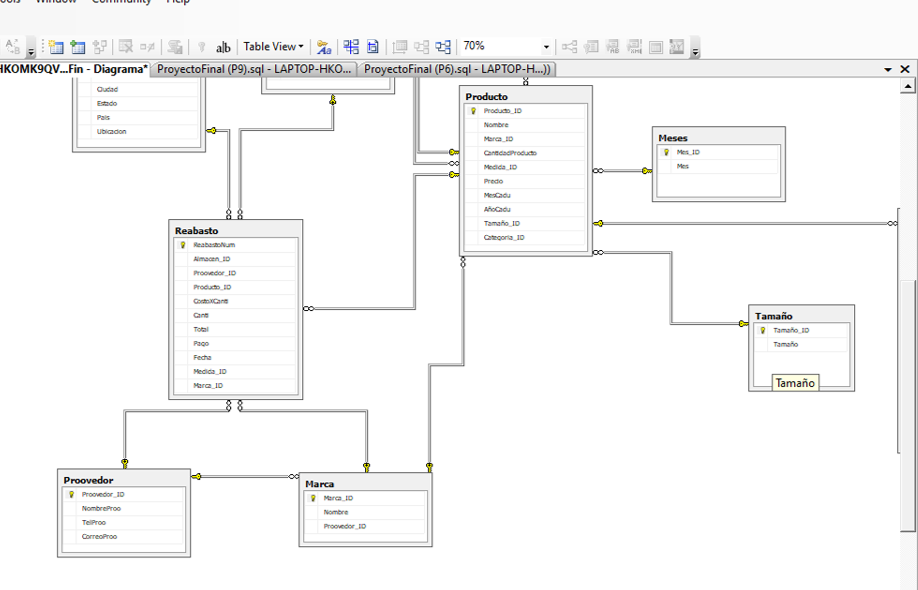 ools Window Community Help
Table View
70%
HKOMK9QV...Fin - Diagrama*
ProyectoFinal (P9).sql - LAPTOP-HKO...
ProyectoFinal (P6).sql - LAPTOP-H...))
Ciudad
Estado
Pais
Ubicacion
Producto
Producto_ID
Nombre
Marca_ID
CantidadProducto
Medida_ID
Precio
MesCadu
AñoCadu
Tamaño_ID
Categoria_ID
Meses
Mes_ID
Mes
Reabasto
ReabastoNum
Almacen_ID
Proovedor_ID
Producto_ID
CostoXCanti
Canti
Total
Pago
Fecha
Medida_ID
Marca_ID
Tamaño
Tamaño_ID
Tamaño
Tamaño
Proovedor
Proovedor_ID
NombreProo
TelProo
CorreoProo
Marca
Marca_ID
Nombre
Proovedor_ID